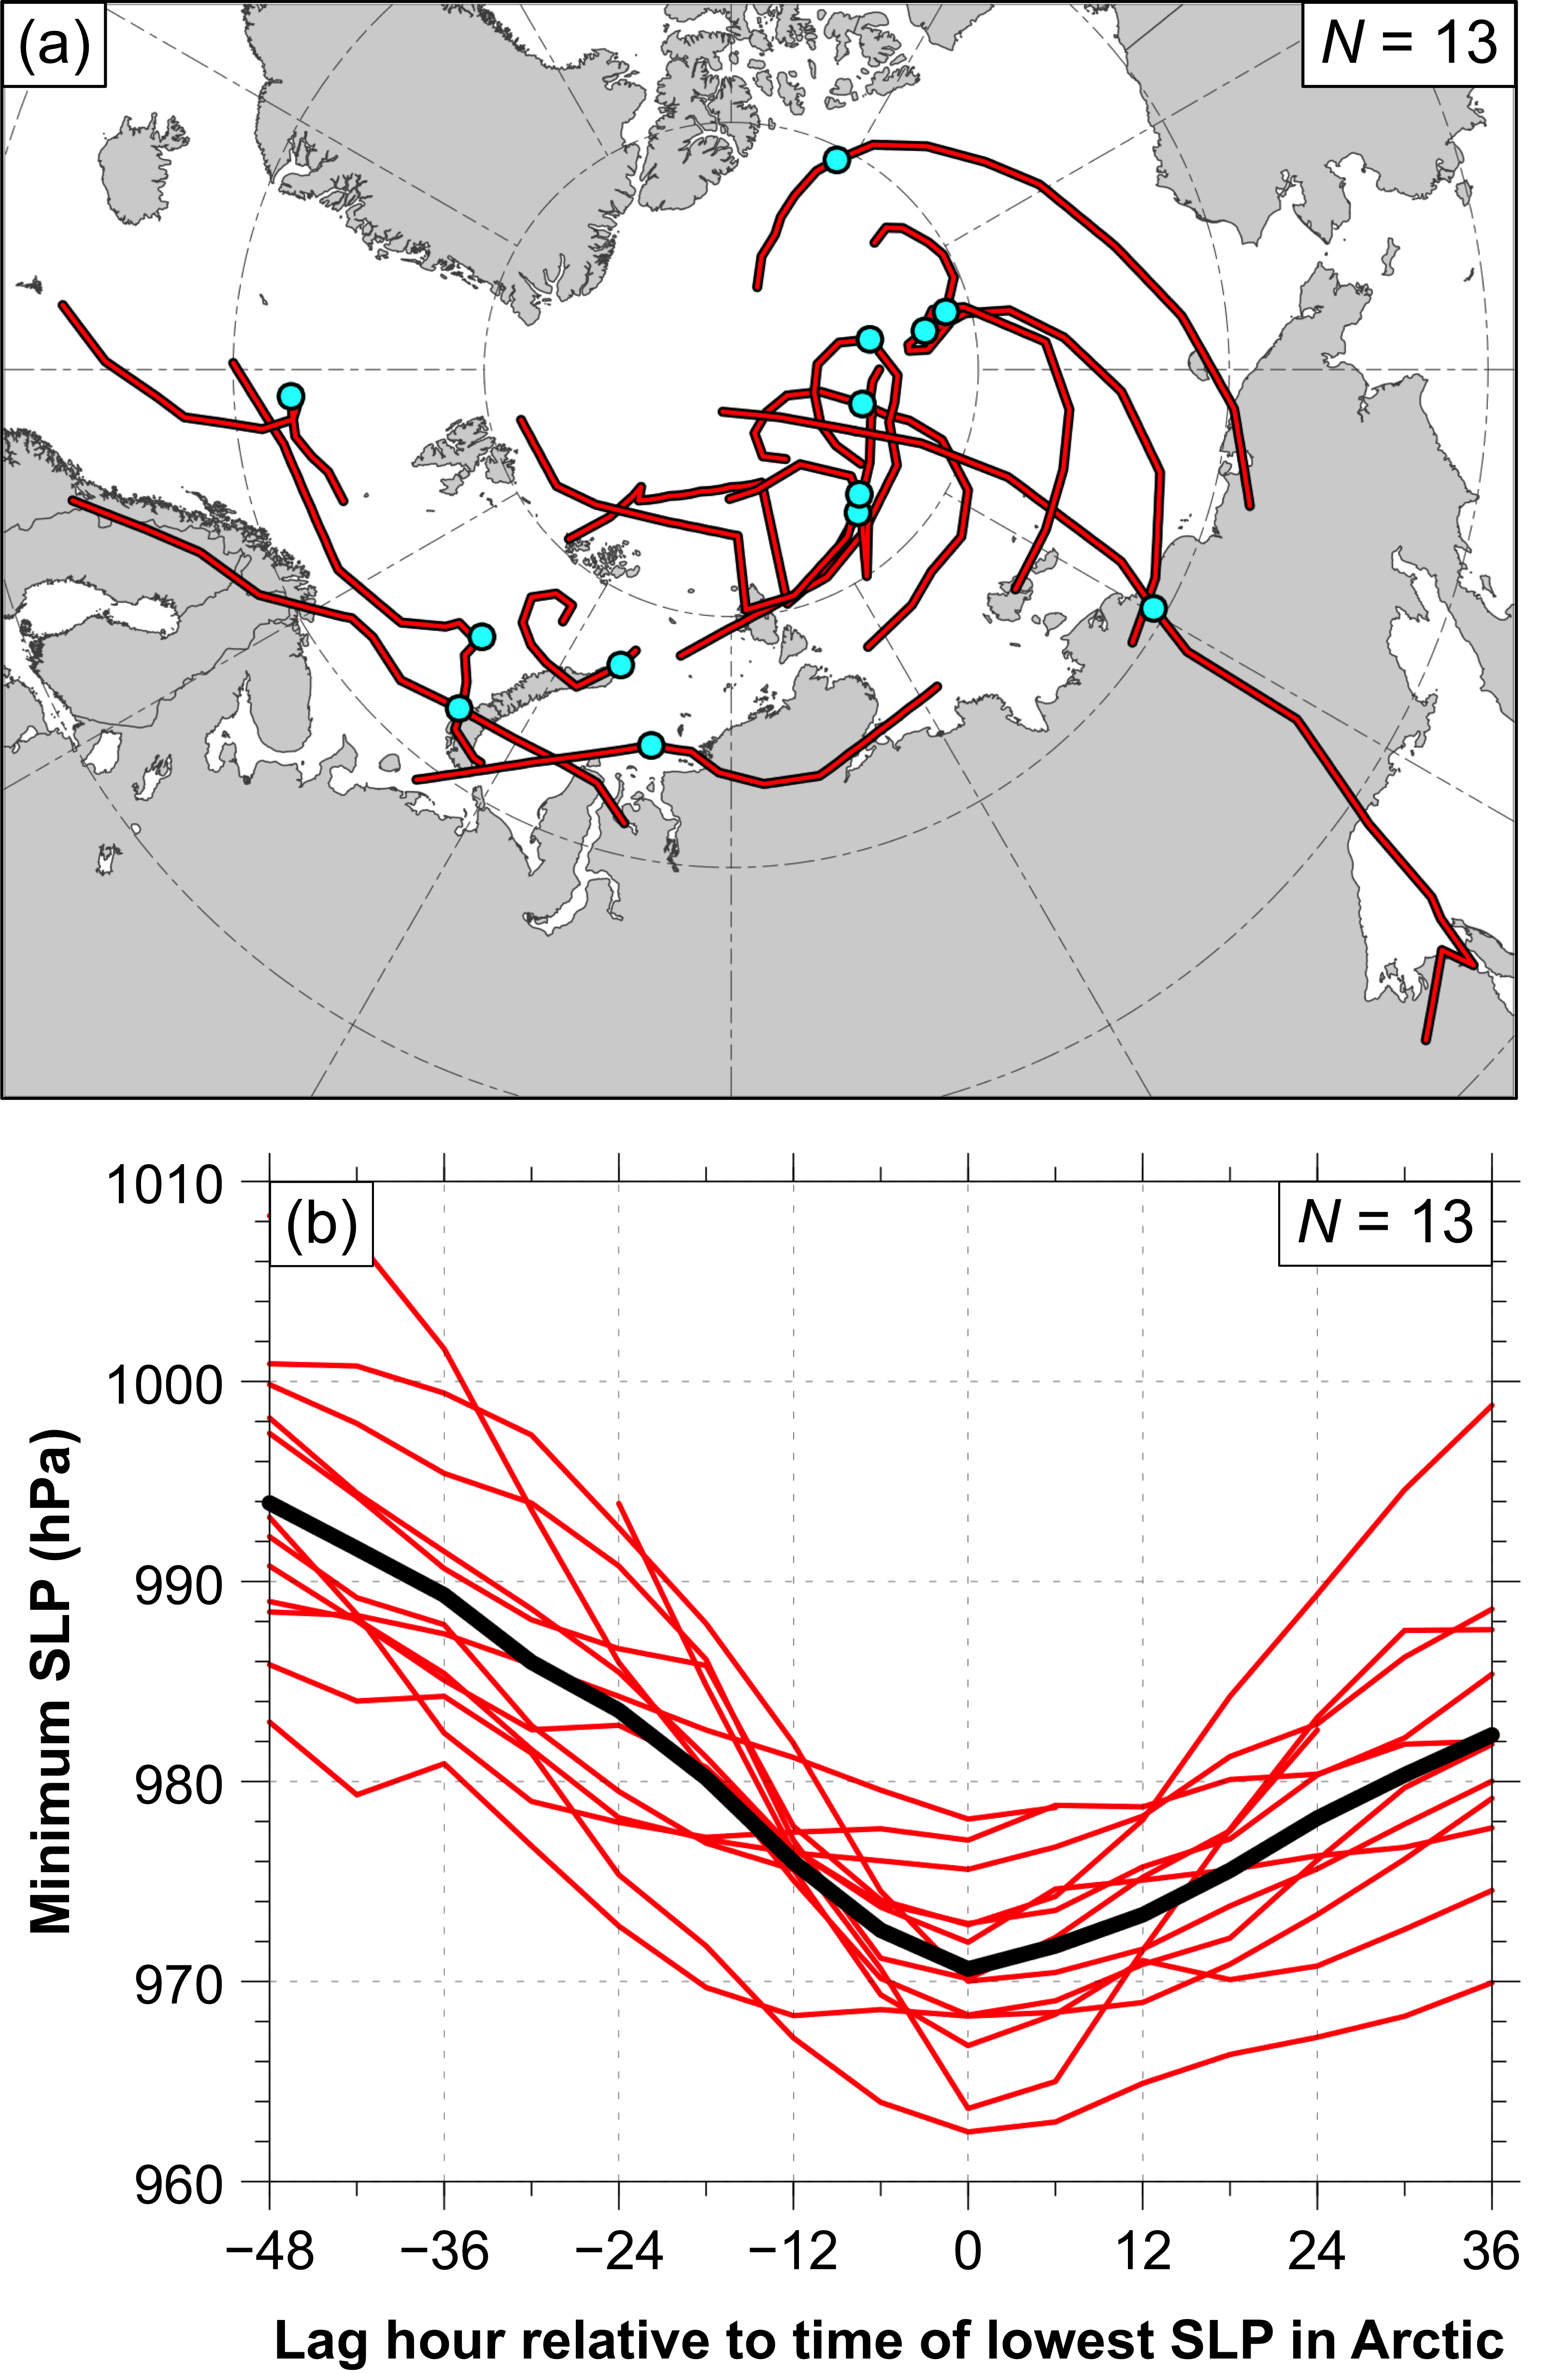 (a)
N = 13
1010
(b)
N = 13
1000
990
980
970
960
Minimum SLP (hPa)
−48 −36 −24 −12 0 12 24 36
Lag hour relative to time of lowest SLP in Arctic